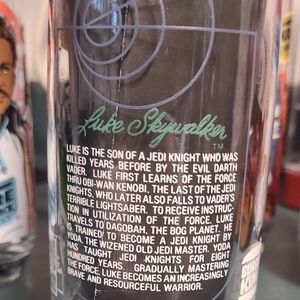 Luke Skywalker
TM
LUKE IS THE SON OF A JEDI KNIGHT WHO WAS
KILLED YEARS BEFORE BY THE EVIL DARTH
VADER. LUKE FIRST LEARNS OF THE FORCE
THRU OBI-WAN KENOBI, THE LAST OF THE JEDI
KNIGHTS, WHO LATER ALSO FALLS TO VADER'S
TERRIBLE LIGHTSABER. TO RECEIVE INSTRUC-
TION IN UTILIZATION OF THE FORCE, LUKE
TRAVELS TO DAGOBAH, THE BOG PLANET. HE
IS TRAINED TO BECOME A JEDI KNIGHT BY
YODA, THE WIZENED OLD JEDI MASTER. YODA
HAS TAUGHT JEDI KNIGHTS FOR EIGHT
HUNDRED YEARS. GRADUALLY MASTERING
THE FORCE, LUKE BECOMES AN INCREASINGLY
BRAVE AND RESOURCEFUL WARRIOR.